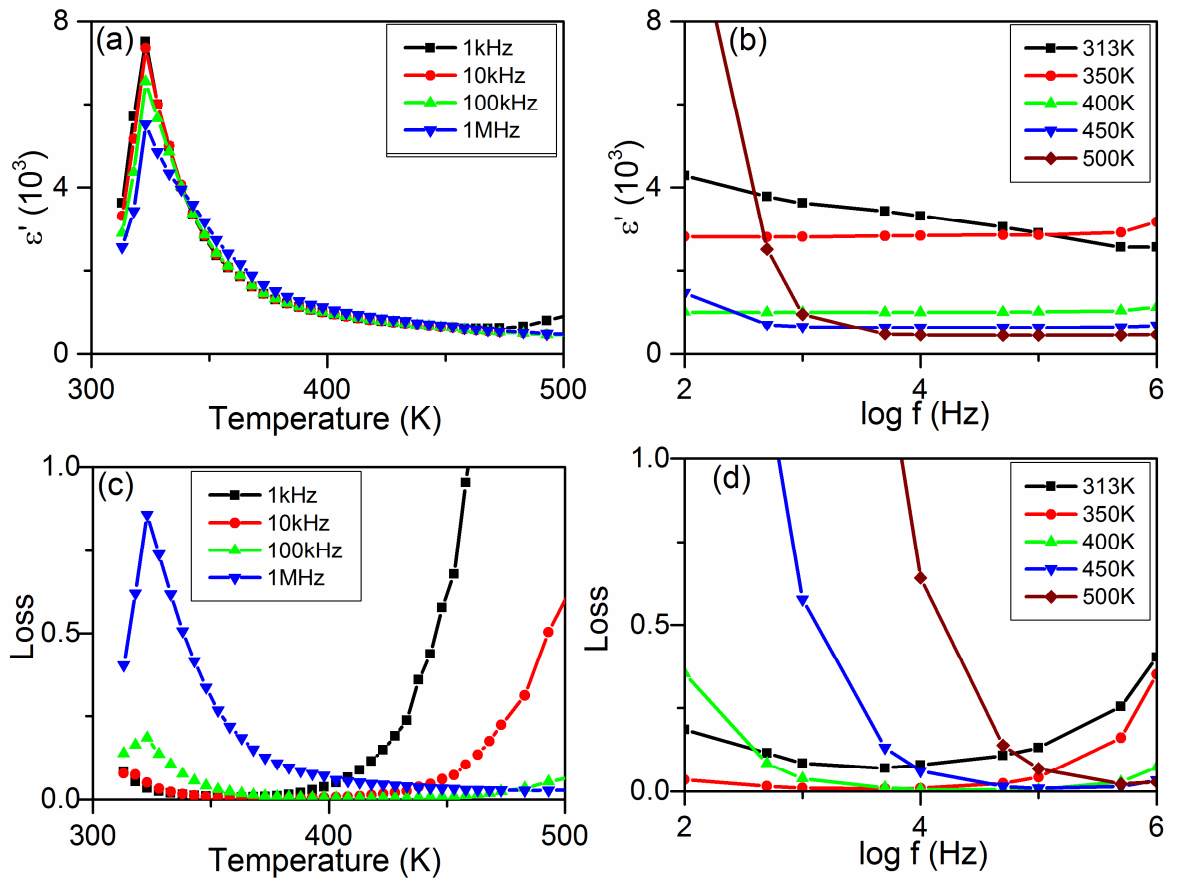 (a)
8
4
0
ε' (10³)
1kHz
10kHz
100kHz
1MHz
300
400
500
Temperature (K)
(b)
8
4
0
ε' (10³)
313K
350K
400K
450K
500K
2
4
6
log f (Hz)
(c)
1.0
0.5
0.0
Loss
1kHz
10kHz
100kHz
1MHz
300
400
500
Temperature (K)
(d)
1.0
0.5
0.0
Loss
313K
350K
400K
450K
500K
2
4
6
log f (Hz)